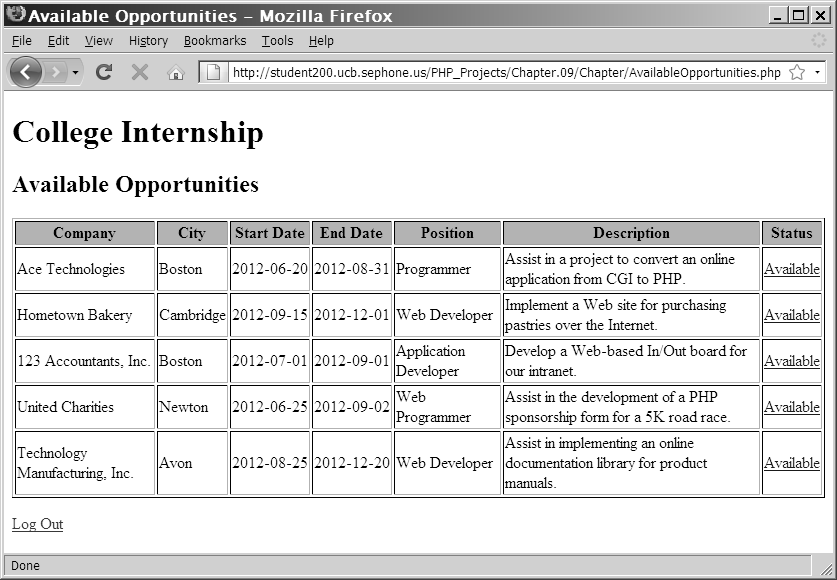 Available Opportunities – Mozilla Firefox
File Edit View History Bookmarks Tools Help
http://student200.ucb.sephone.us/PHP_Projects/Chapter.09/Chapter/AvailableOpportunities.php
College Internship
Available Opportunities
Company City Start Date End Date Position Description Status
Ace Technologies Boston 2012-06-20 2012-08-31 Programmer Assist in a project to convert an online
application from CGI to PHP. Available
Hometown Bakery Cambridge 2012-09-15 2012-12-01 Web Developer Implement a Web site for purchasing
pastries over the Internet. Available
123 Accountants, Inc. Boston 2012-07-01 2012-09-01 Application
Developer Develop a Web-based In/Out board for
our intranet. Available
United Charities Newton 2012-06-25 2012-09-02 Web
Programmer Assist in the development of a PHP
sponsorship form for a 5K road race. Available
Technology
Manufacturing, Inc. Avon 2012-08-25 2012-12-20 Web Developer Assist in implementing an online
documentation library for product
manuals. Available
Log Out
Done